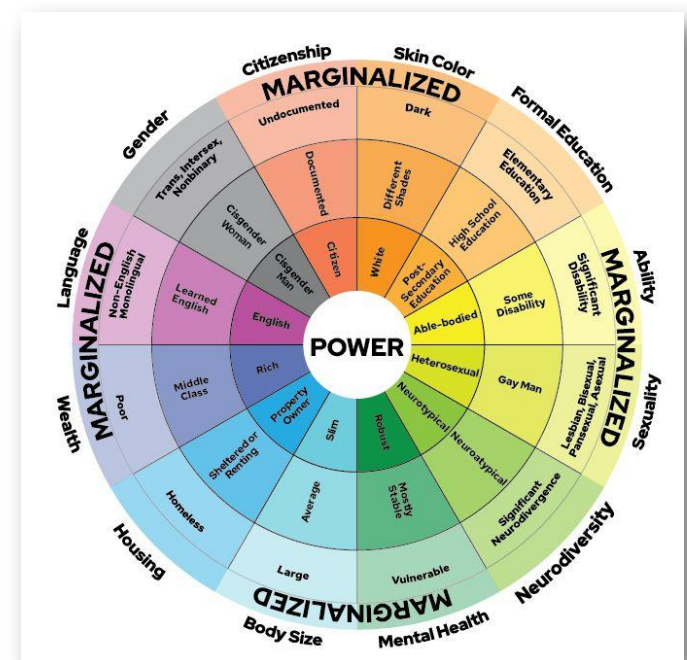 Citizenship
MARGINALIZED
Undocumented
Documented
Citizen
Skin Color
Dark
Different
Shades
White
Formal Education
Elementary
Education
High School
Education
Post-
Secondary
Education
Ability
MARGINALIZED
Significant
Disability
Some
Disability
Able-bodied
Sexuality
Lesbian, Bisexual,
Pansexual, Asexual
Gay Man
Heterosexual
Neurodiversity
Significant
Neurodivergence
Neuroatypical
Neurotypical
Mental Health
MARGINALIZED
Vulnerable
Mostly
Stable
Robust
Body Size
Large
Average
Slim
Housing
Homeless
Sheltered or
Renting
Property
Owner
Wealth
MARGINALIZED
Poor
Middle
Class
Rich
Language
Non-English
Monolingual
Learned
English
English
Gender
Trans, Intersex,
Nonbinary
Cisgender
Woman
Cisgender
Man
POWER